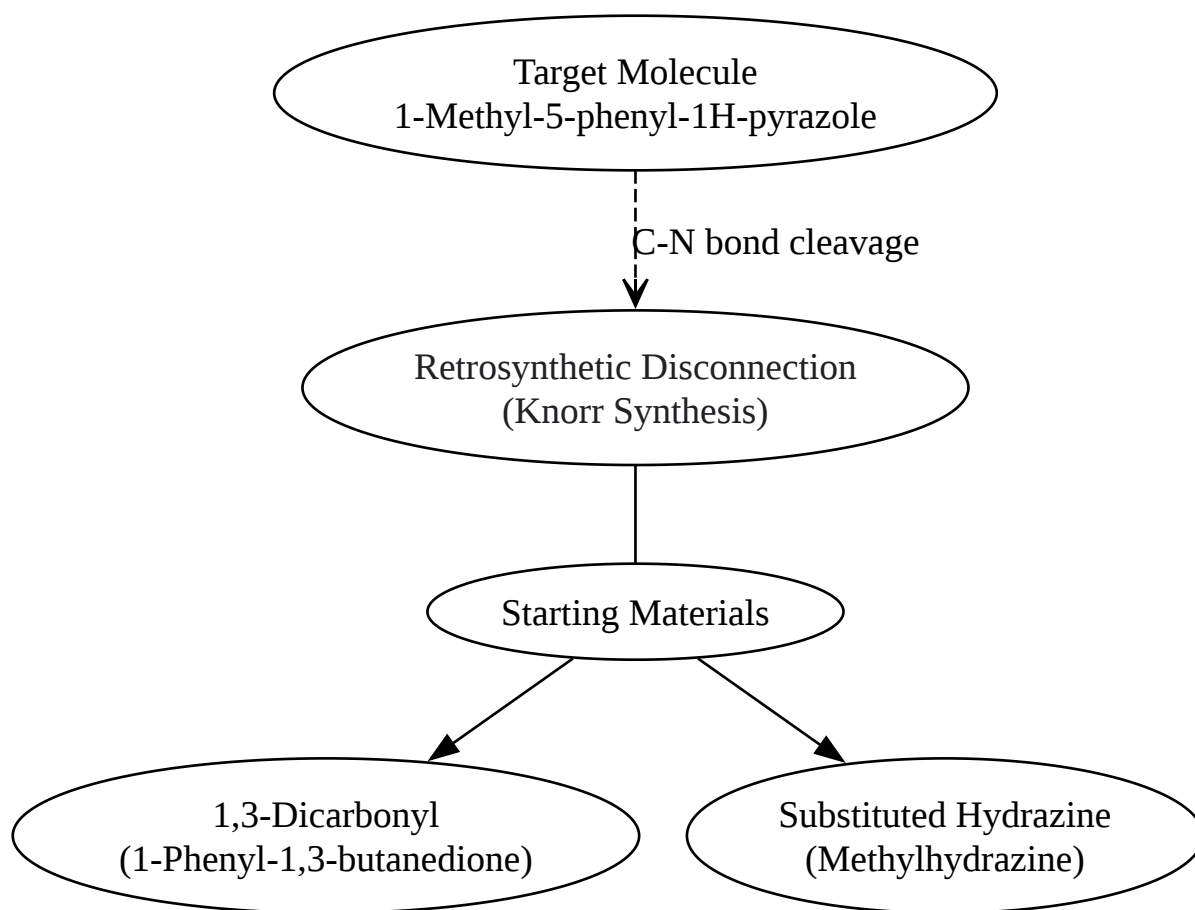 Target Molecule
1-Methyl-5-phenyl-1H-pyrazole
C-N bond cleavage
Retrosynthetic Disconnection
(Knorr Synthesis)
Starting Materials
1,3-Dicarbonyl
(1-Phenyl-1,3-butanedione)
Substituted Hydrazine
(Methylhydrazine)